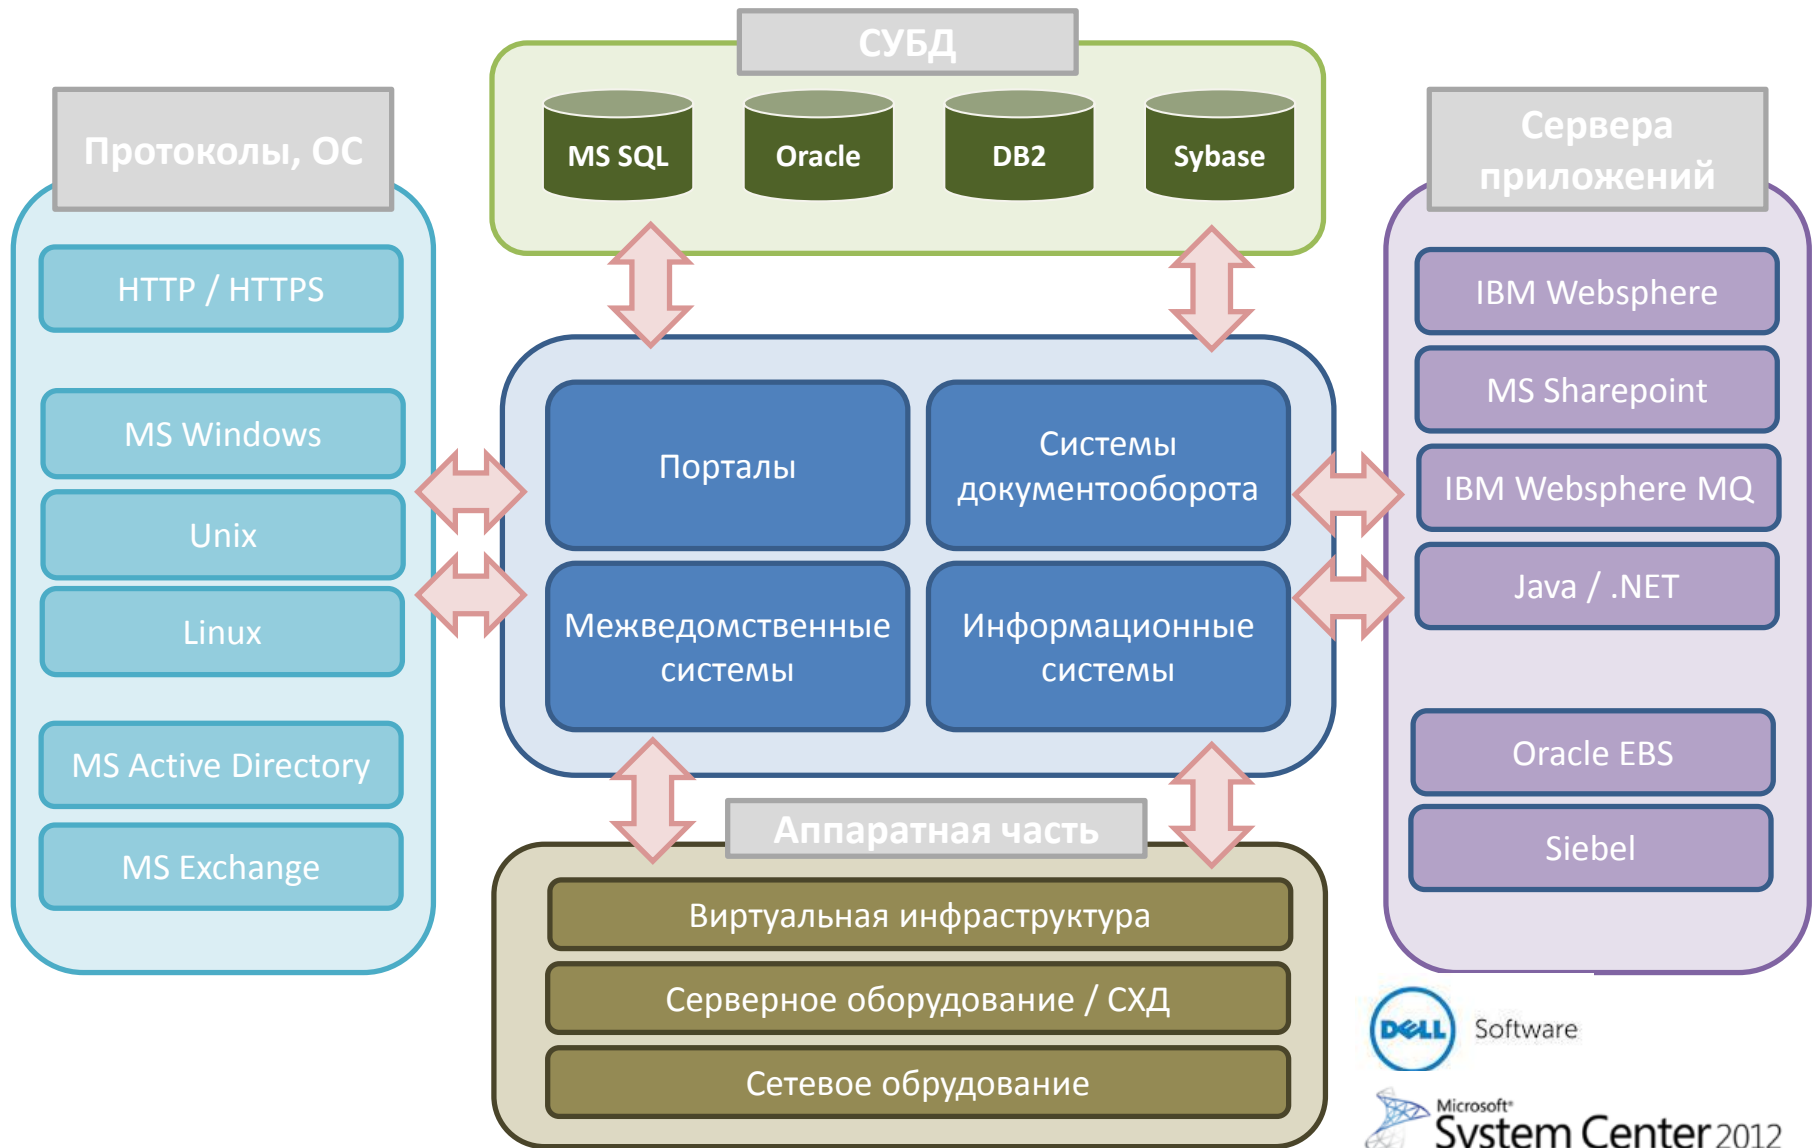 СУБД
MS SQL
Oracle
DB2
Sybase
Протоколы, ОС
HTTP / HTTPS
MS Windows
Unix
Linux
MS Active Directory
MS Exchange
Порталы
Системы
документооборота
Межведомственные
системы
Информационные
системы
Сервера
приложений
IBM Websphere
MS Sharepoint
IBM Websphere MQ
Java / .NET
Oracle EBS
Siebel
Аппаратная часть
Виртуальная инфраструктура
Серверное оборудование / СХД
Сетевое обрудование
DELL Software
Microsoft®
System Center 2012